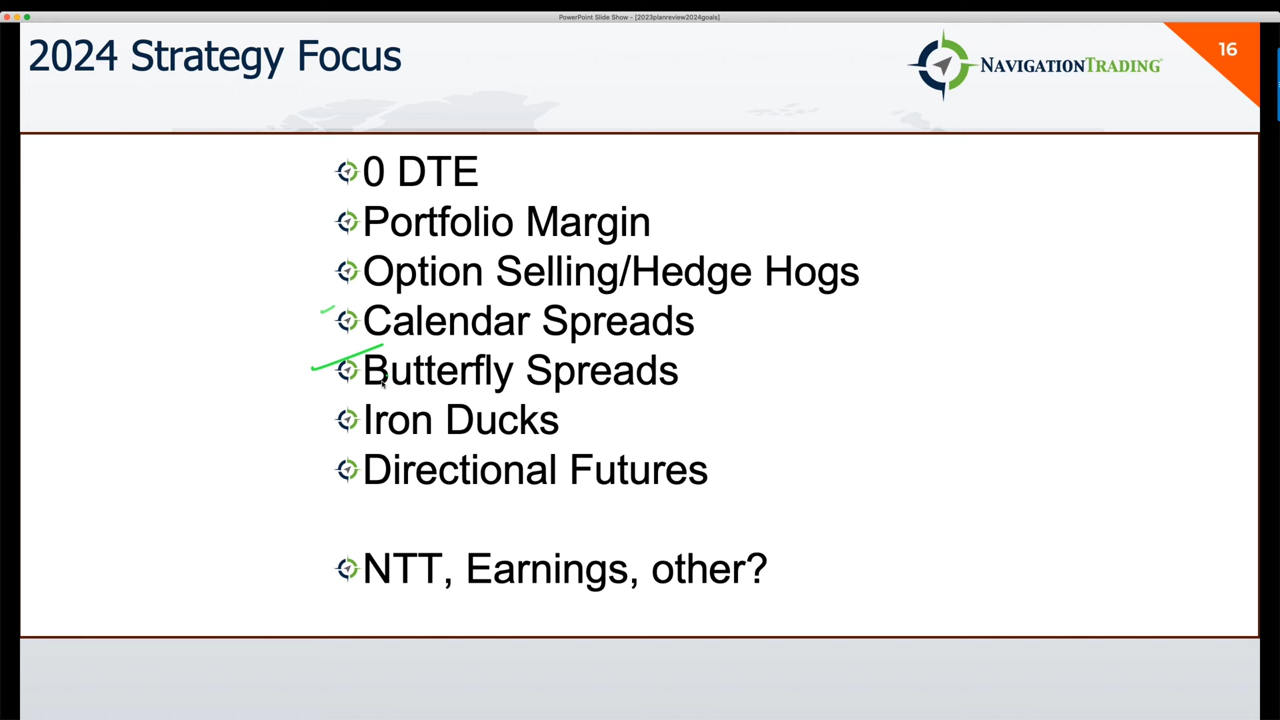 PowerPoint Slide Show - [2023planreview2024goals]
2024 Strategy Focus
NAVIGATIONTRADING
16
0 DTE
Portfolio Margin
Option Selling/Hedge Hogs
Calendar Spreads
Butterfly Spreads
Iron Ducks
Directional Futures
NTT, Earnings, other?